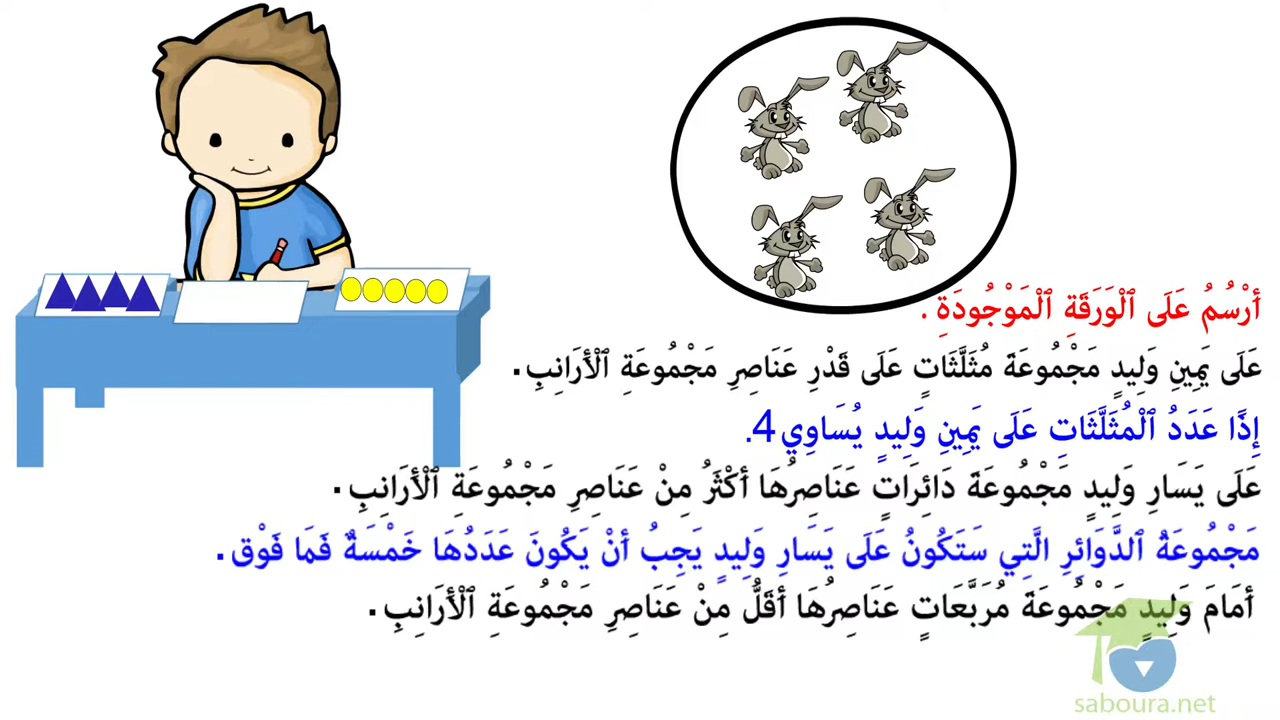 أَرْسُمُ عَلَى ٱلْوَرَقَةِ ٱلْمَوْجُودَةِ .
عَلَى يَمِينِ وَلِيدٍ مَجْمُوعَةَ مُثَلَّثَاتٍ عَلَى قَدْرِ عَنَاصِرِ مَجْمُوعَةِ ٱلْأَرَانِبِ.
إِذًا عَدَدُ ٱلْمُثَلَّثَاتِ عَلَى يَمِينِ وَلِيدٍ يُسَاوِي 4.
عَلَى يَسَارِ وَلِيدٍ مَجْمُوعَةَ دَائِرَاتٍ عَنَاصِرُهَا أَكْثَرُ مِنْ عَنَاصِرِ مَجْمُوعَةِ ٱلْأَرَانِبِ.
مَجْمُوعَةُ ٱلدَّوَائِرِ الَّتِي سَتَكُونُ عَلَى يَسَارِ وَلِيدٍ يَجِبُ أَنْ يَكُونَ عَدَدُهَا خَمْسَةٌ فَمَا فَوْق.
أَمَامَ وَلِيدٍ مَجْمُوعَةَ مُرَبَّعَاتٍ عَنَاصِرُهَا أَقَلُّ مِنْ عَنَاصِرِ مَجْمُوعَةِ ٱلْأَرَانِبِ.
saboura.net